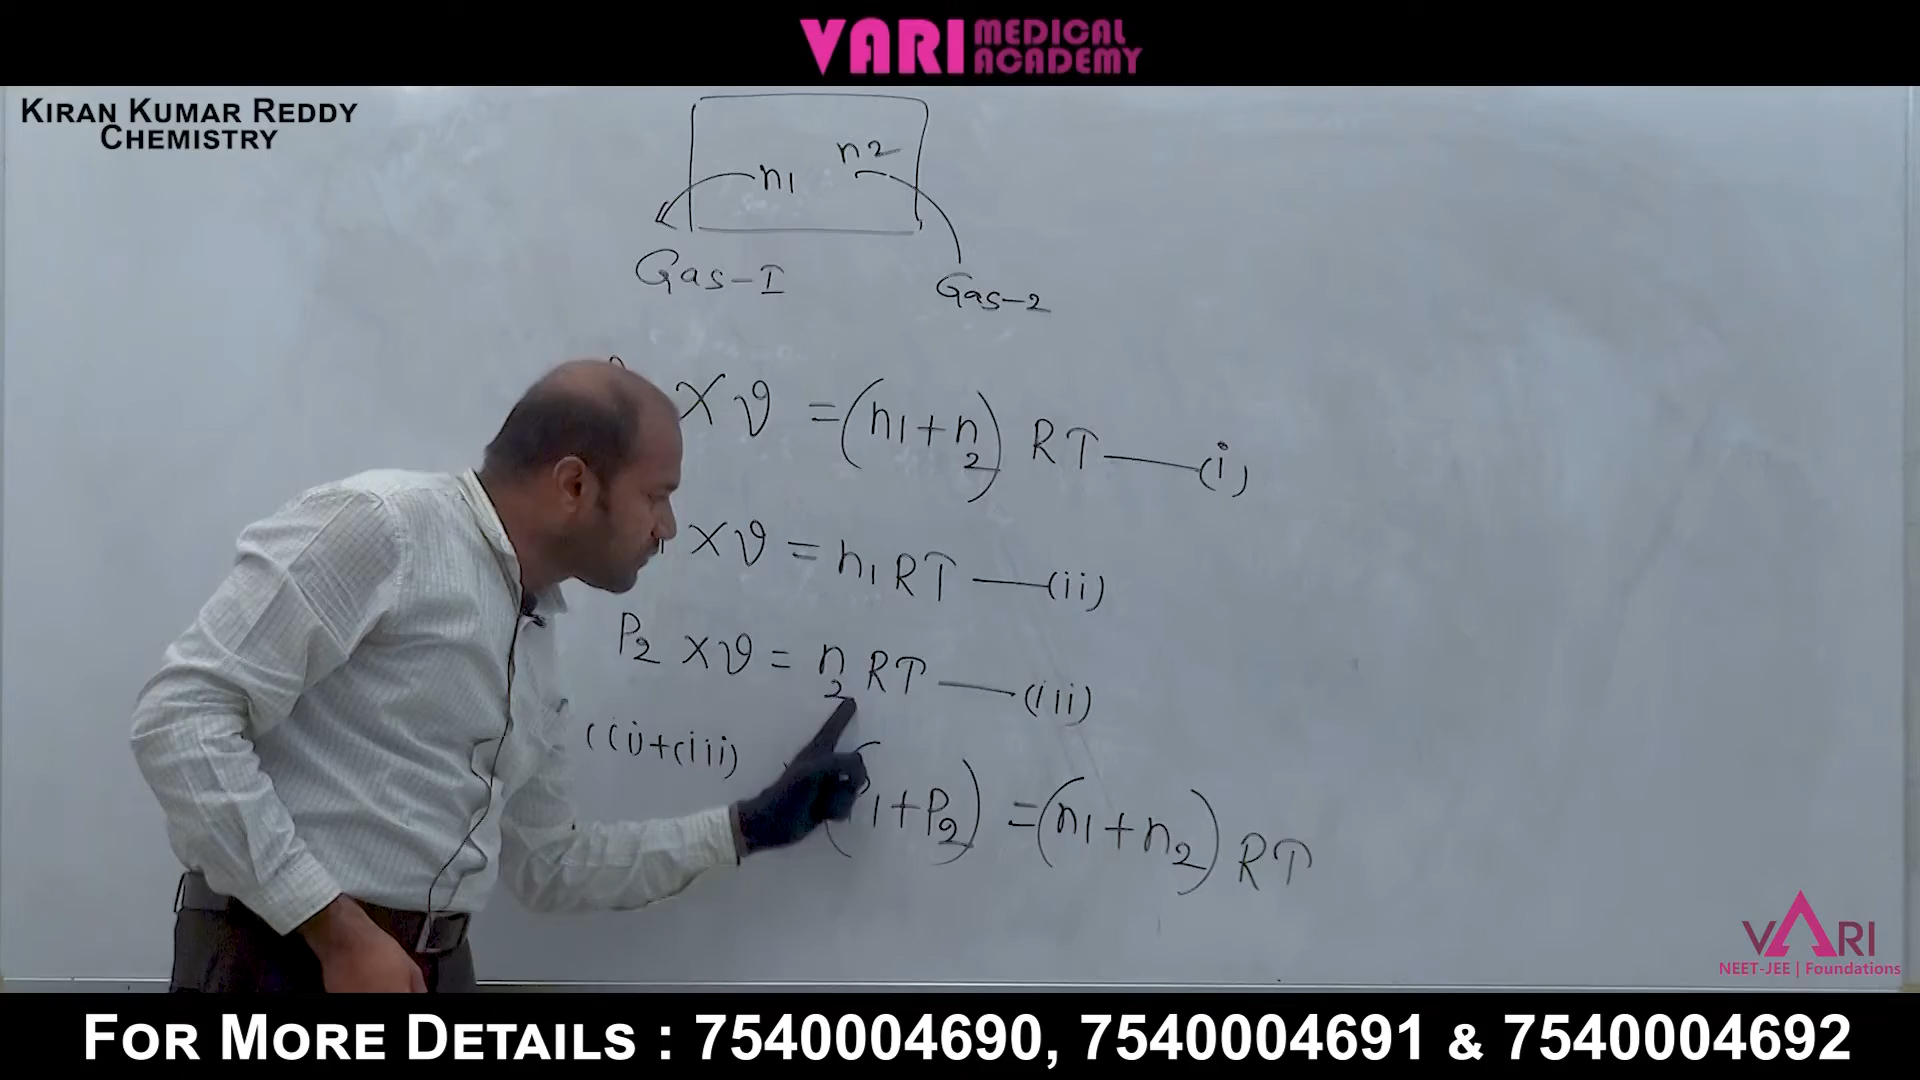 VARI MEDICAL ACADEMY
KIRAN KUMAR REDDY
CHEMISTRY
n1 n2
Gas-I
Gas-2
X v = (n1+n2) RT — (i)
X v = n1 RT — (ii)
P2 X v = n2 RT — (iii)
((i)+(iii)
1+P2) = (n1+n2) RT
VARI
NEET-JEE | Foundations
FOR MORE DETAILS : 7540004690, 7540004691 & 7540004692